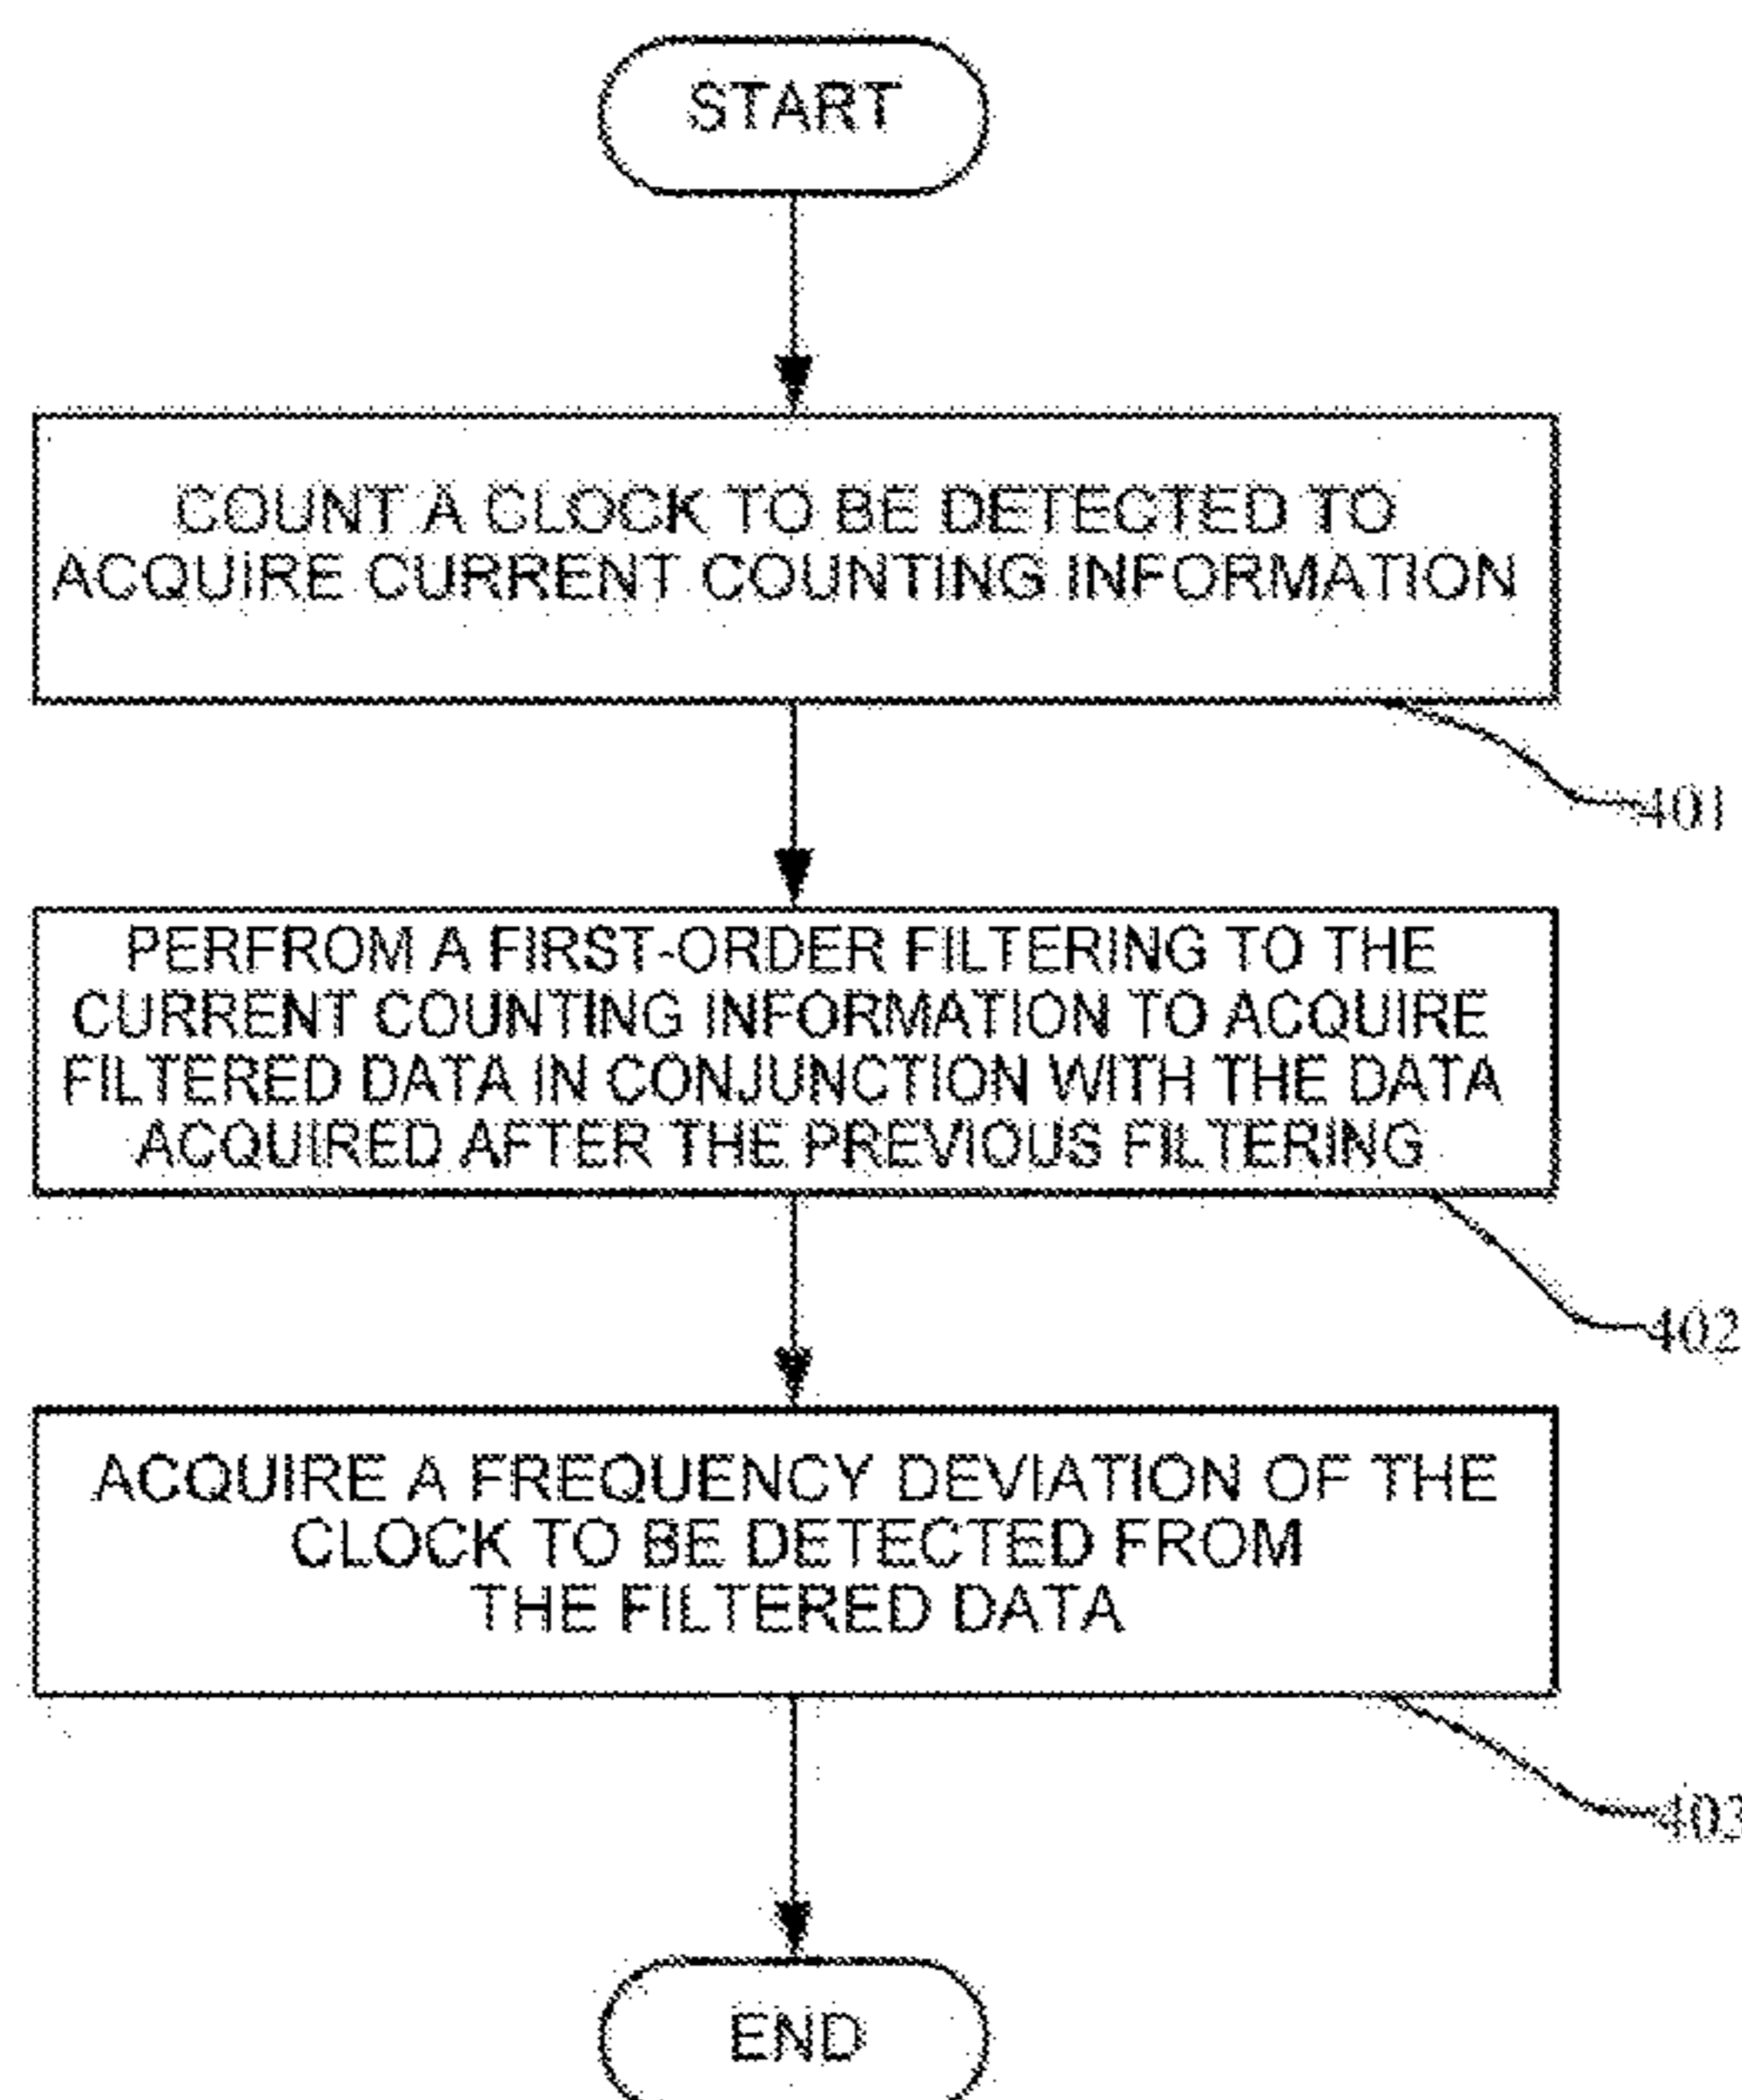 START
COUNT A CLOCK TO BE DETECTED TO
ACQUIRE CURRENT COUNTING INFORMATION
401
PERFROM A FIRST-ORDER FILTERING TO THE
CURRENT COUNTING INFORMATION TO ACQUIRE
FILTERED DATA IN CONJUNCTION WITH THE DATA
ACQUIRED AFTER THE PREVIOUS FILTERING
402
ACQUIRE A FREQUENCY DEVIATION OF THE
CLOCK TO BE DETECTED FROM
THE FILTERED DATA
403
END